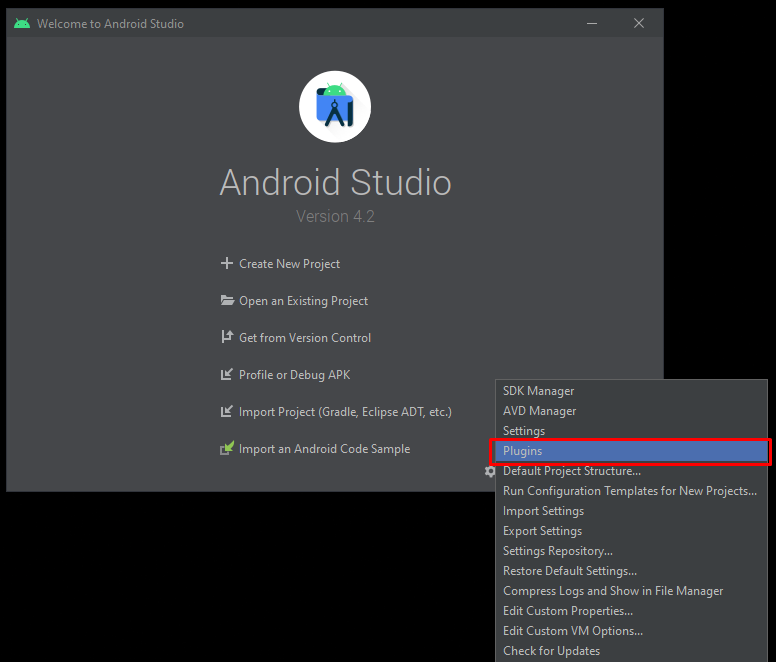 Welcome to Android Studio
Android Studio
Version 4.2
Create New Project
Open an Existing Project
Get from Version Control
Profile or Debug APK
Import Project (Gradle, Eclipse ADT, etc.)
Import an Android Code Sample
SDK Manager
AVD Manager
Settings
Plugins
Default Project Structure...
Run Configuration Templates for New Projects...
Import Settings
Export Settings
Settings Repository...
Restore Default Settings...
Compress Logs and Show in File Manager
Edit Custom Properties...
Edit Custom VM Options...
Check for Updates